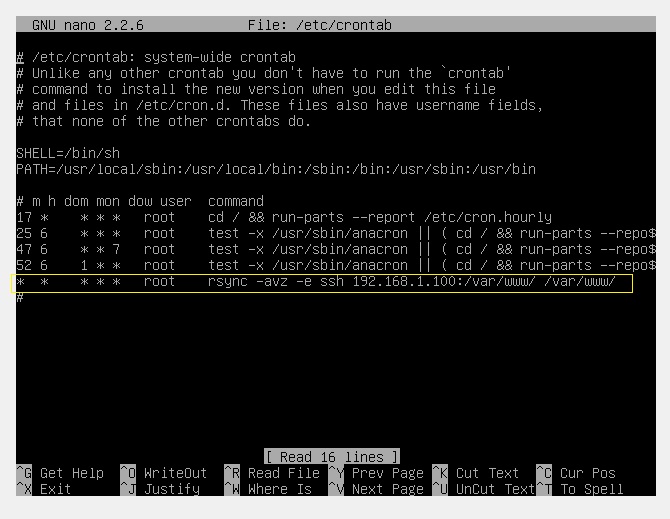 GNU nano 2.2.6 File: /etc/crontab
# /etc/crontab: system-wide crontab
# Unlike any other crontab you don't have to run the `crontab'
# command to install the new version when you edit this file
# and files in /etc/cron.d. These files also have username fields,
# that none of the other crontabs do.
SHELL=/bin/sh
PATH=/usr/local/sbin:/usr/local/bin:/sbin:/bin:/usr/sbin:/usr/bin
# m h dom mon dow user command
17 * * * * root cd / && run-parts --report /etc/cron.hourly
25 6 * * * root test -x /usr/sbin/anacron || ( cd / && run-parts --repo$
47 6 * * 7 root test -x /usr/sbin/anacron || ( cd / && run-parts --repo$
52 6 1 * * root test -x /usr/sbin/anacron || ( cd / && run-parts --repo$
* * * * * root rsync -avz -e ssh 192.168.1.100:/var/www/ /var/www/
#
[ Read 16 lines ]
^G Get Help ^O WriteOut ^R Read File ^Y Prev Page ^K Cut Text ^C Cur Pos
^X Exit ^J Justify ^W Where Is ^V Next Page ^U UnCut Text ^T To Spell